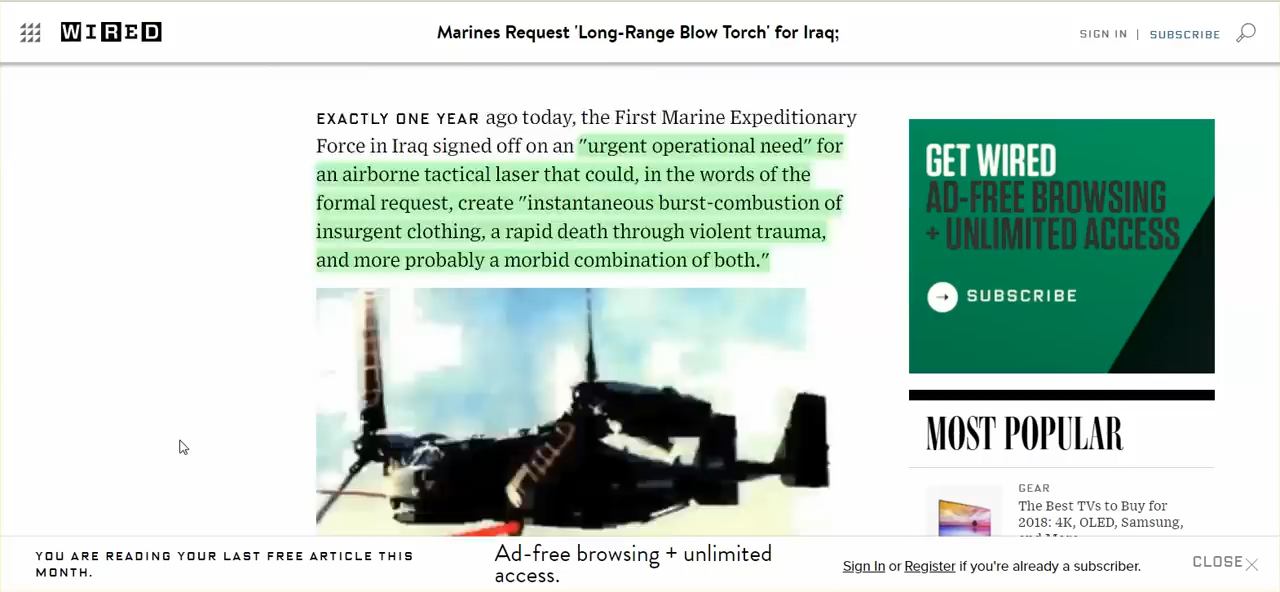 WIRED
Marines Request 'Long-Range Blow Torch' for Iraq;
SIGN IN | SUBSCRIBE
EXACTLY ONE YEAR ago today, the First Marine Expeditionary
Force in Iraq signed off on an "urgent operational need" for
an airborne tactical laser that could, in the words of the
formal request, create "instantaneous burst-combustion of
insurgent clothing, a rapid death through violent trauma,
and more probably a morbid combination of both."
GET WIRED
AD-FREE BROWSING
+ UNLIMITED ACCESS
SUBSCRIBE
MOST POPULAR
GEAR
The Best TVs to Buy for
2018: 4K, OLED, Samsung,
YOU ARE READING YOUR LAST FREE ARTICLE THIS
MONTH.
Ad-free browsing + unlimited
access.
Sign In or Register if you're already a subscriber.
CLOSE